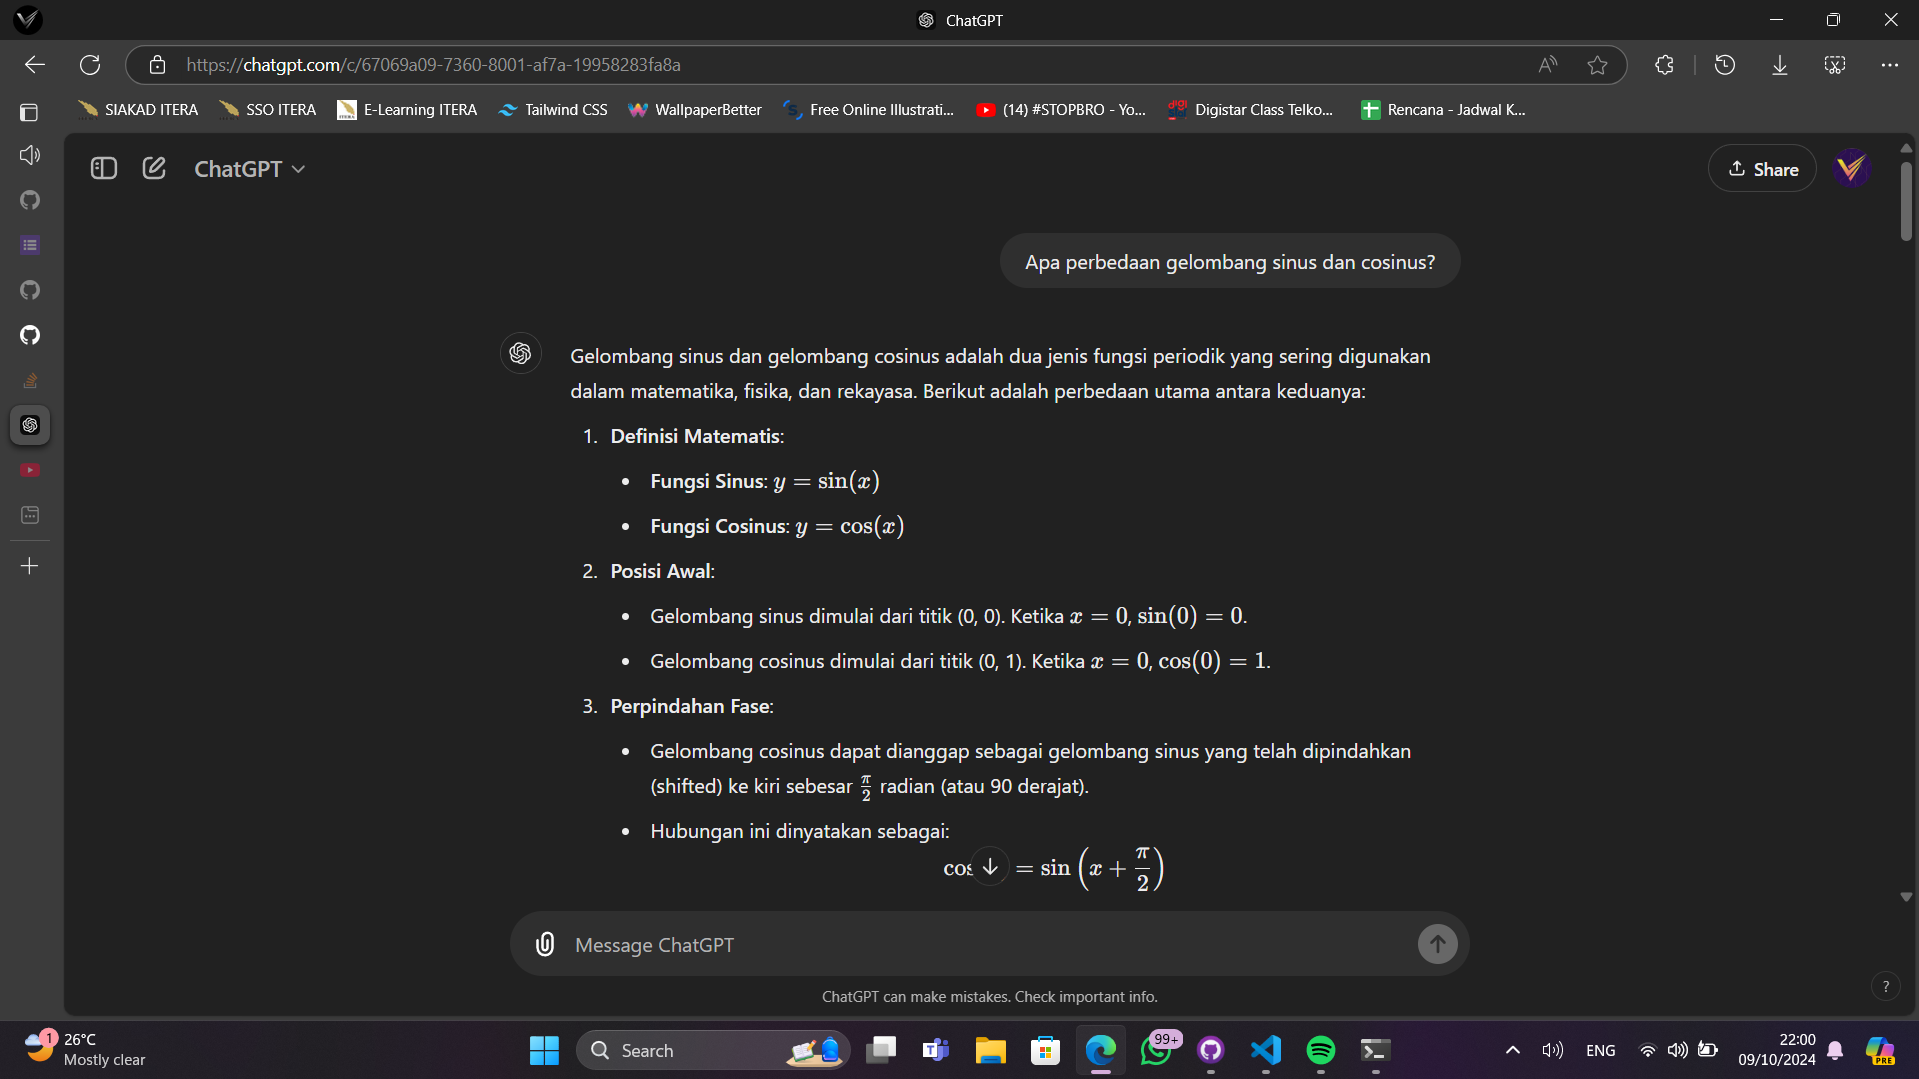 ChatGPT
https://chatgpt.com/c/67069a09-7360-8001-af7a-19958283fa8a
SIAKAD ITERA
SSO ITERA
E-Learning ITERA
Tailwind CSS
WallpaperBetter
Free Online Illustrati...
(14) #STOPBRO - Yo...
Digistar Class Telko...
Rencana - Jadwal K...
ChatGPT
Share
Apa perbedaan gelombang sinus dan cosinus?
Gelombang sinus dan gelombang cosinus adalah dua jenis fungsi periodik yang sering digunakan
dalam matematika, fisika, dan rekayasa. Berikut adalah perbedaan utama antara keduanya:
1. Definisi Matematis:
• Fungsi Sinus: y = sin(x)
• Fungsi Cosinus: y = cos(x)
2. Posisi Awal:
• Gelombang sinus dimulai dari titik (0, 0). Ketika x = 0, sin(0) = 0.
• Gelombang cosinus dimulai dari titik (0, 1). Ketika x = 0, cos(0) = 1.
3. Perpindahan Fase:
• Gelombang cosinus dapat dianggap sebagai gelombang sinus yang telah dipindahkan
(shifted) ke kiri sebesar π/2 radian (atau 90 derajat).
• Hubungan ini dinyatakan sebagai:
cos = sin (x + π/2)
Message ChatGPT
ChatGPT can make mistakes. Check important info.
?
1
26°C
Mostly clear
Search
99+
ENG
22:00
09/10/2024
PRE